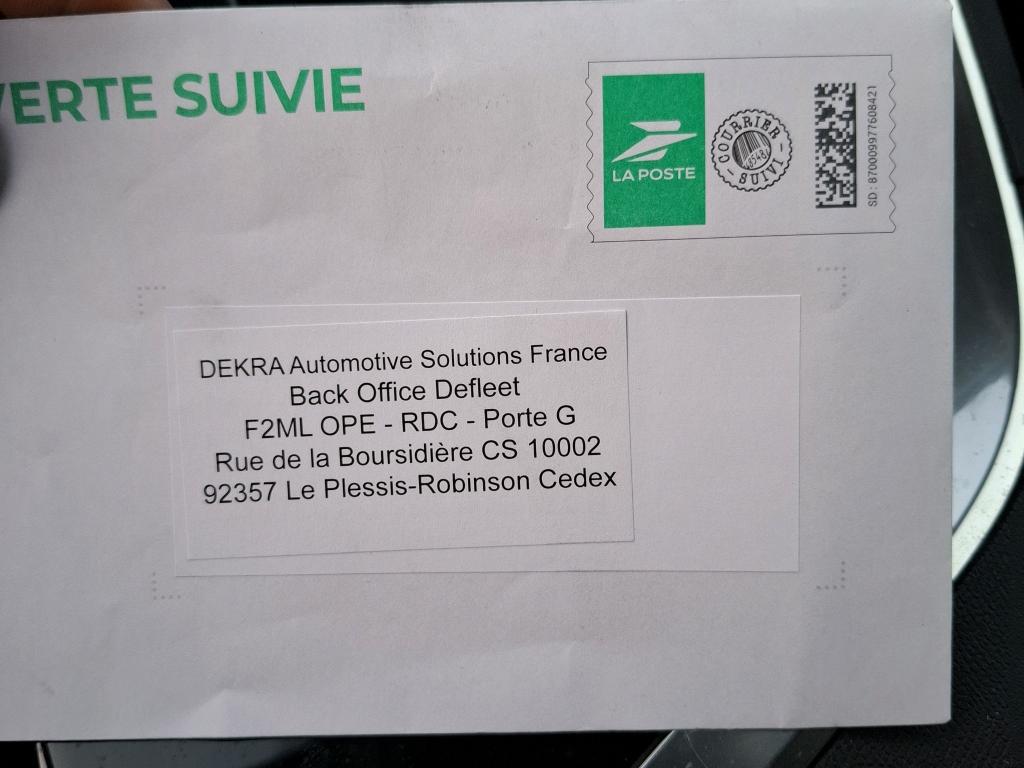 VERTE SUIVIE
LA POSTE
COURRIER
SUIVI
SD : 870009977608421
DEKRA Automotive Solutions France
Back Office Defleet
F2ML OPE - RDC - Porte G
Rue de la Boursidière CS 10002
92357 Le Plessis-Robinson Cedex